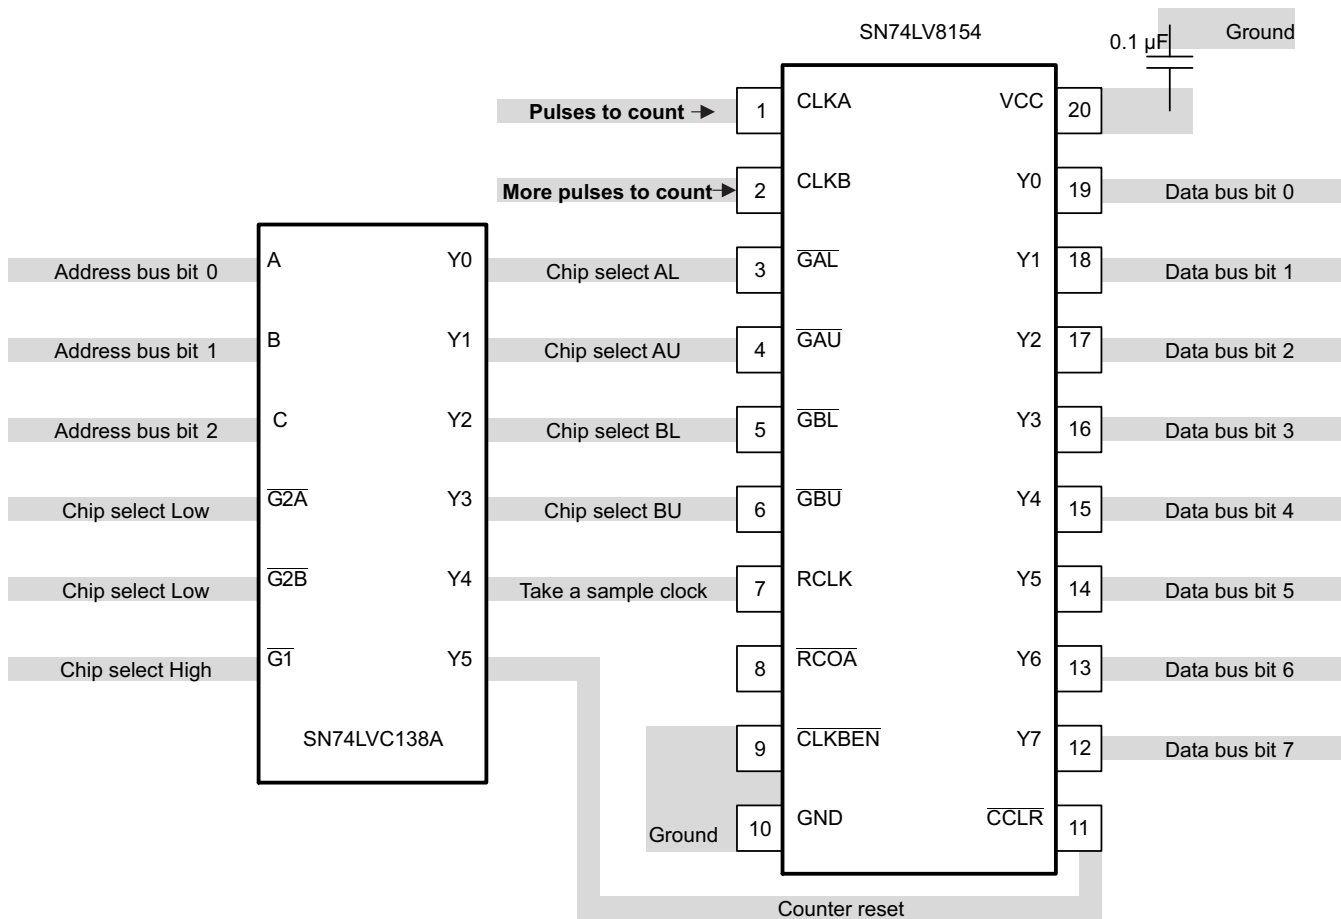 SN74LV8154
0.1 µF
Ground
Pulses to count
1
CLKA
VCC
20
More pulses to count
2
CLKB
Y0
19
Data bus bit 0
Address bus bit 0
A
Y0
Chip select AL
3
GAL
Y1
18
Data bus bit 1
Address bus bit 1
B
Y1
Chip select AU
4
GAU
Y2
17
Data bus bit 2
Address bus bit 2
C
Y2
Chip select BL
5
GBL
Y3
16
Data bus bit 3
Chip select Low
G2A
Y3
Chip select BU
6
GBU
Y4
15
Data bus bit 4
Chip select Low
G2B
Y4
Take a sample clock
7
RCLK
Y5
14
Data bus bit 5
Chip select High
G1
Y5
8
RCOA
Y6
13
Data bus bit 6
SN74LVC138A
9
CLKBEN
Y7
12
Data bus bit 7
Ground
10
GND
CCLR
11
Counter reset